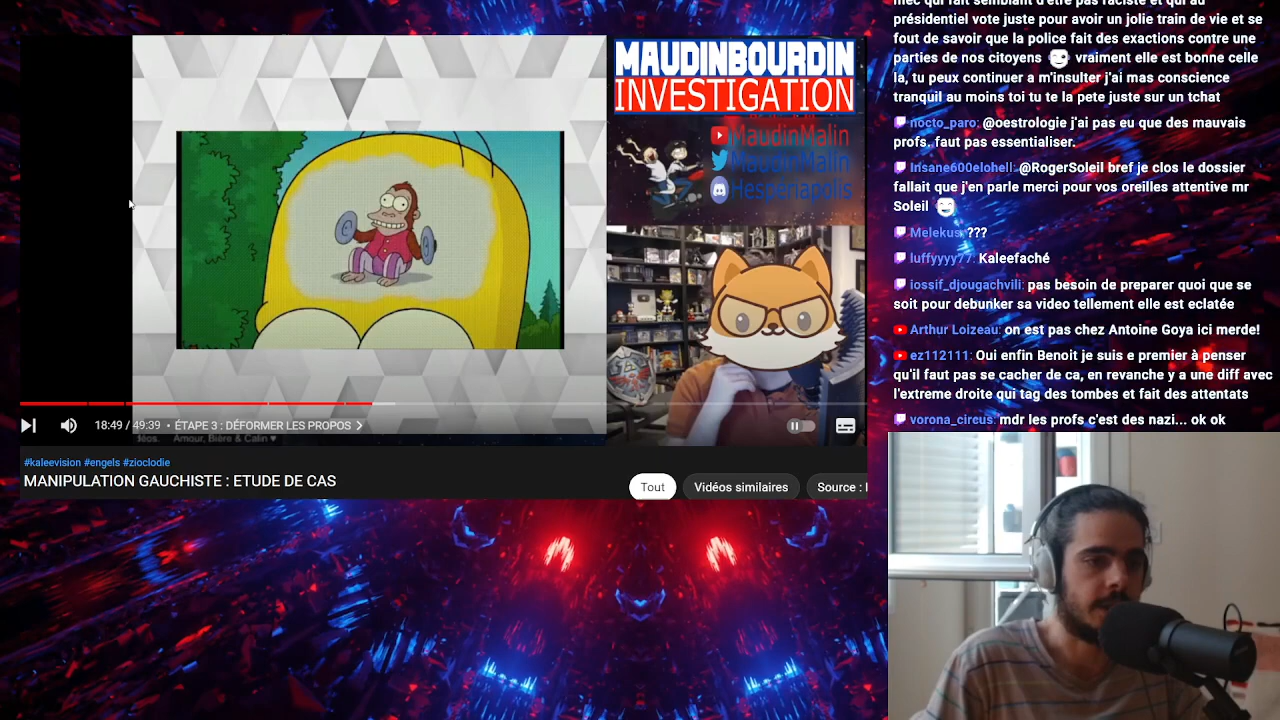 MAUDINBOURDIN
INVESTIGATION
MaudinMalin
MaudinMalin
Hespériapolis
18:49 / 49:39 • ÉTAPE 3 : DÉFORMER LES PROPOS
Amour, Bière & Calin ♥
#kaleevision #engels #zioclodie
MANIPULATION GAUCHISTE : ETUDE DE CAS
Tout
Vidéos similaires
Source :
mec qui fait semblant d'être pas raciste et qui au
présidentiel vote juste pour avoir un jolie train de vie et se
fout de savoir que la police fait des exactions contre une
parties de nos citoyens vraiment elle est bonne celle
la, tu peux continuer a m'insulter j'ai mas conscience
tranquil au moins toi tu te la pete juste sur un tchat
nocto_paro: @oestrologie j'ai pas eu que des mauvais
profs, faut pas essentialiser.
Insane600elohell: @RogerSoleil bref je clos le dossier
fallait que j'en parle merci pour vos oreilles attentive mr
Soleil
Melekus: ???
luffyyyy77: Kaleefaché
iossif_djougachvili: pas besoin de preparer quoi que se
soit pour debunker sa video tellement elle est eclatée
Arthur Loizeau: on est pas chez Antoine Goya ici merde!
ez112111: Oui enfin Benoit je suis e premier à penser
qu'il faut pas se cacher de ca, en revanche y a une diff avec
l'extreme droite qui tag des tombes et fait des attentats
vorona_circus: mdr les profs c'est des nazi... ok ok